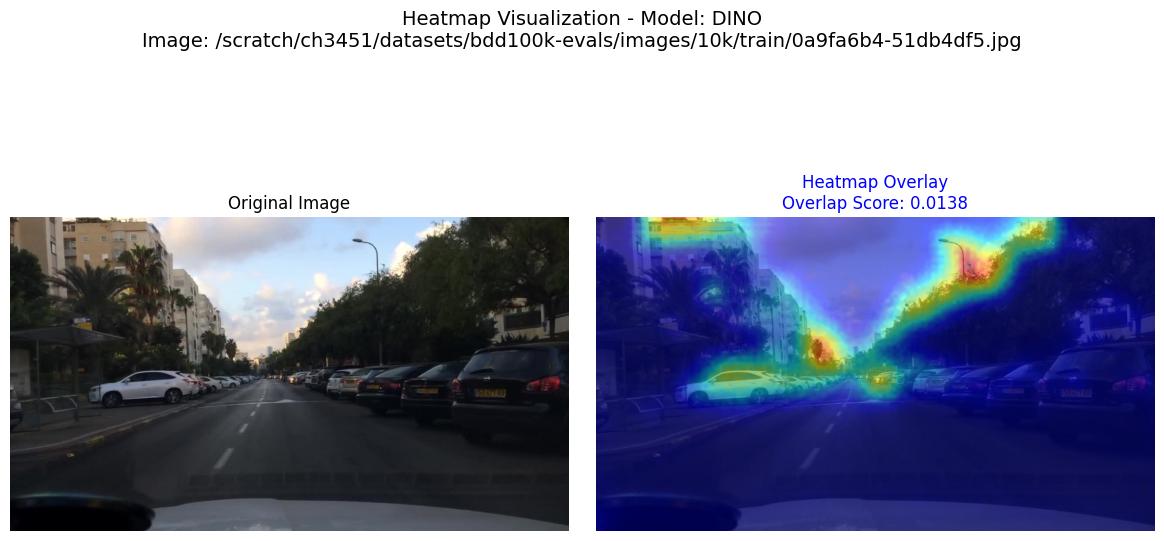 Heatmap Visualization - Model: DINO
Image: /scratch/ch3451/datasets/bdd100k-evals/images/10k/train/0a9fa6b4-51db4df5.jpg
Original Image
Heatmap Overlay
Overlap Score: 0.0138